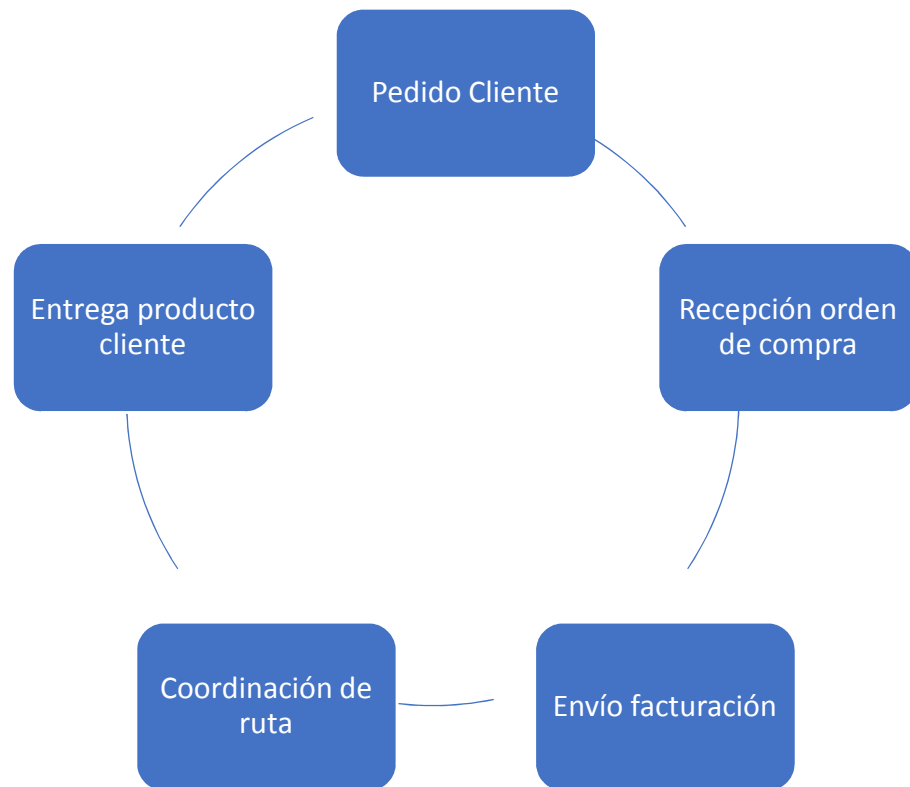 Pedido Cliente
Recepción orden
de compra
Envío facturación
Coordinación de
ruta
Entrega producto
cliente